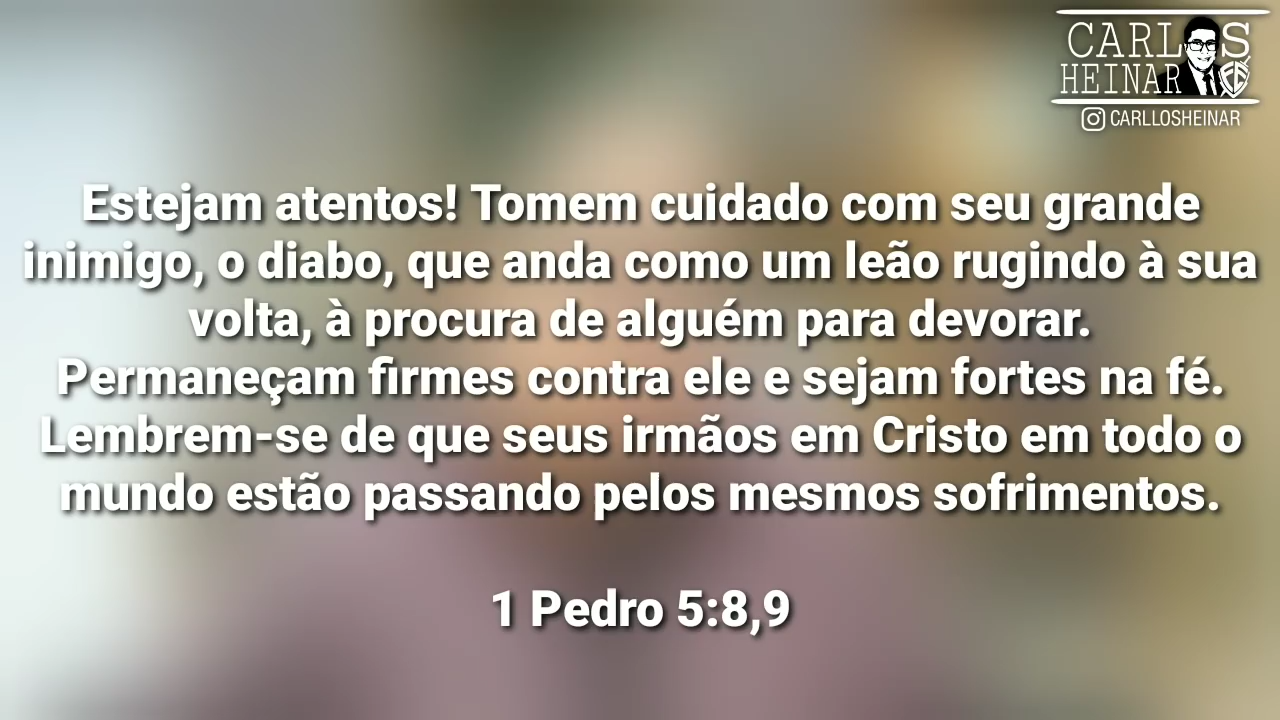 CARLOS
HEINAR
CARLLOSHEINAR
Estejam atentos! Tomem cuidado com seu grande
inimigo, o diabo, que anda como um leão rugindo à sua
volta, à procura de alguém para devorar.
Permaneçam firmes contra ele e sejam fortes na fé.
Lembrem-se de que seus irmãos em Cristo em todo o
mundo estão passando pelos mesmos sofrimentos.
1 Pedro 5:8,9